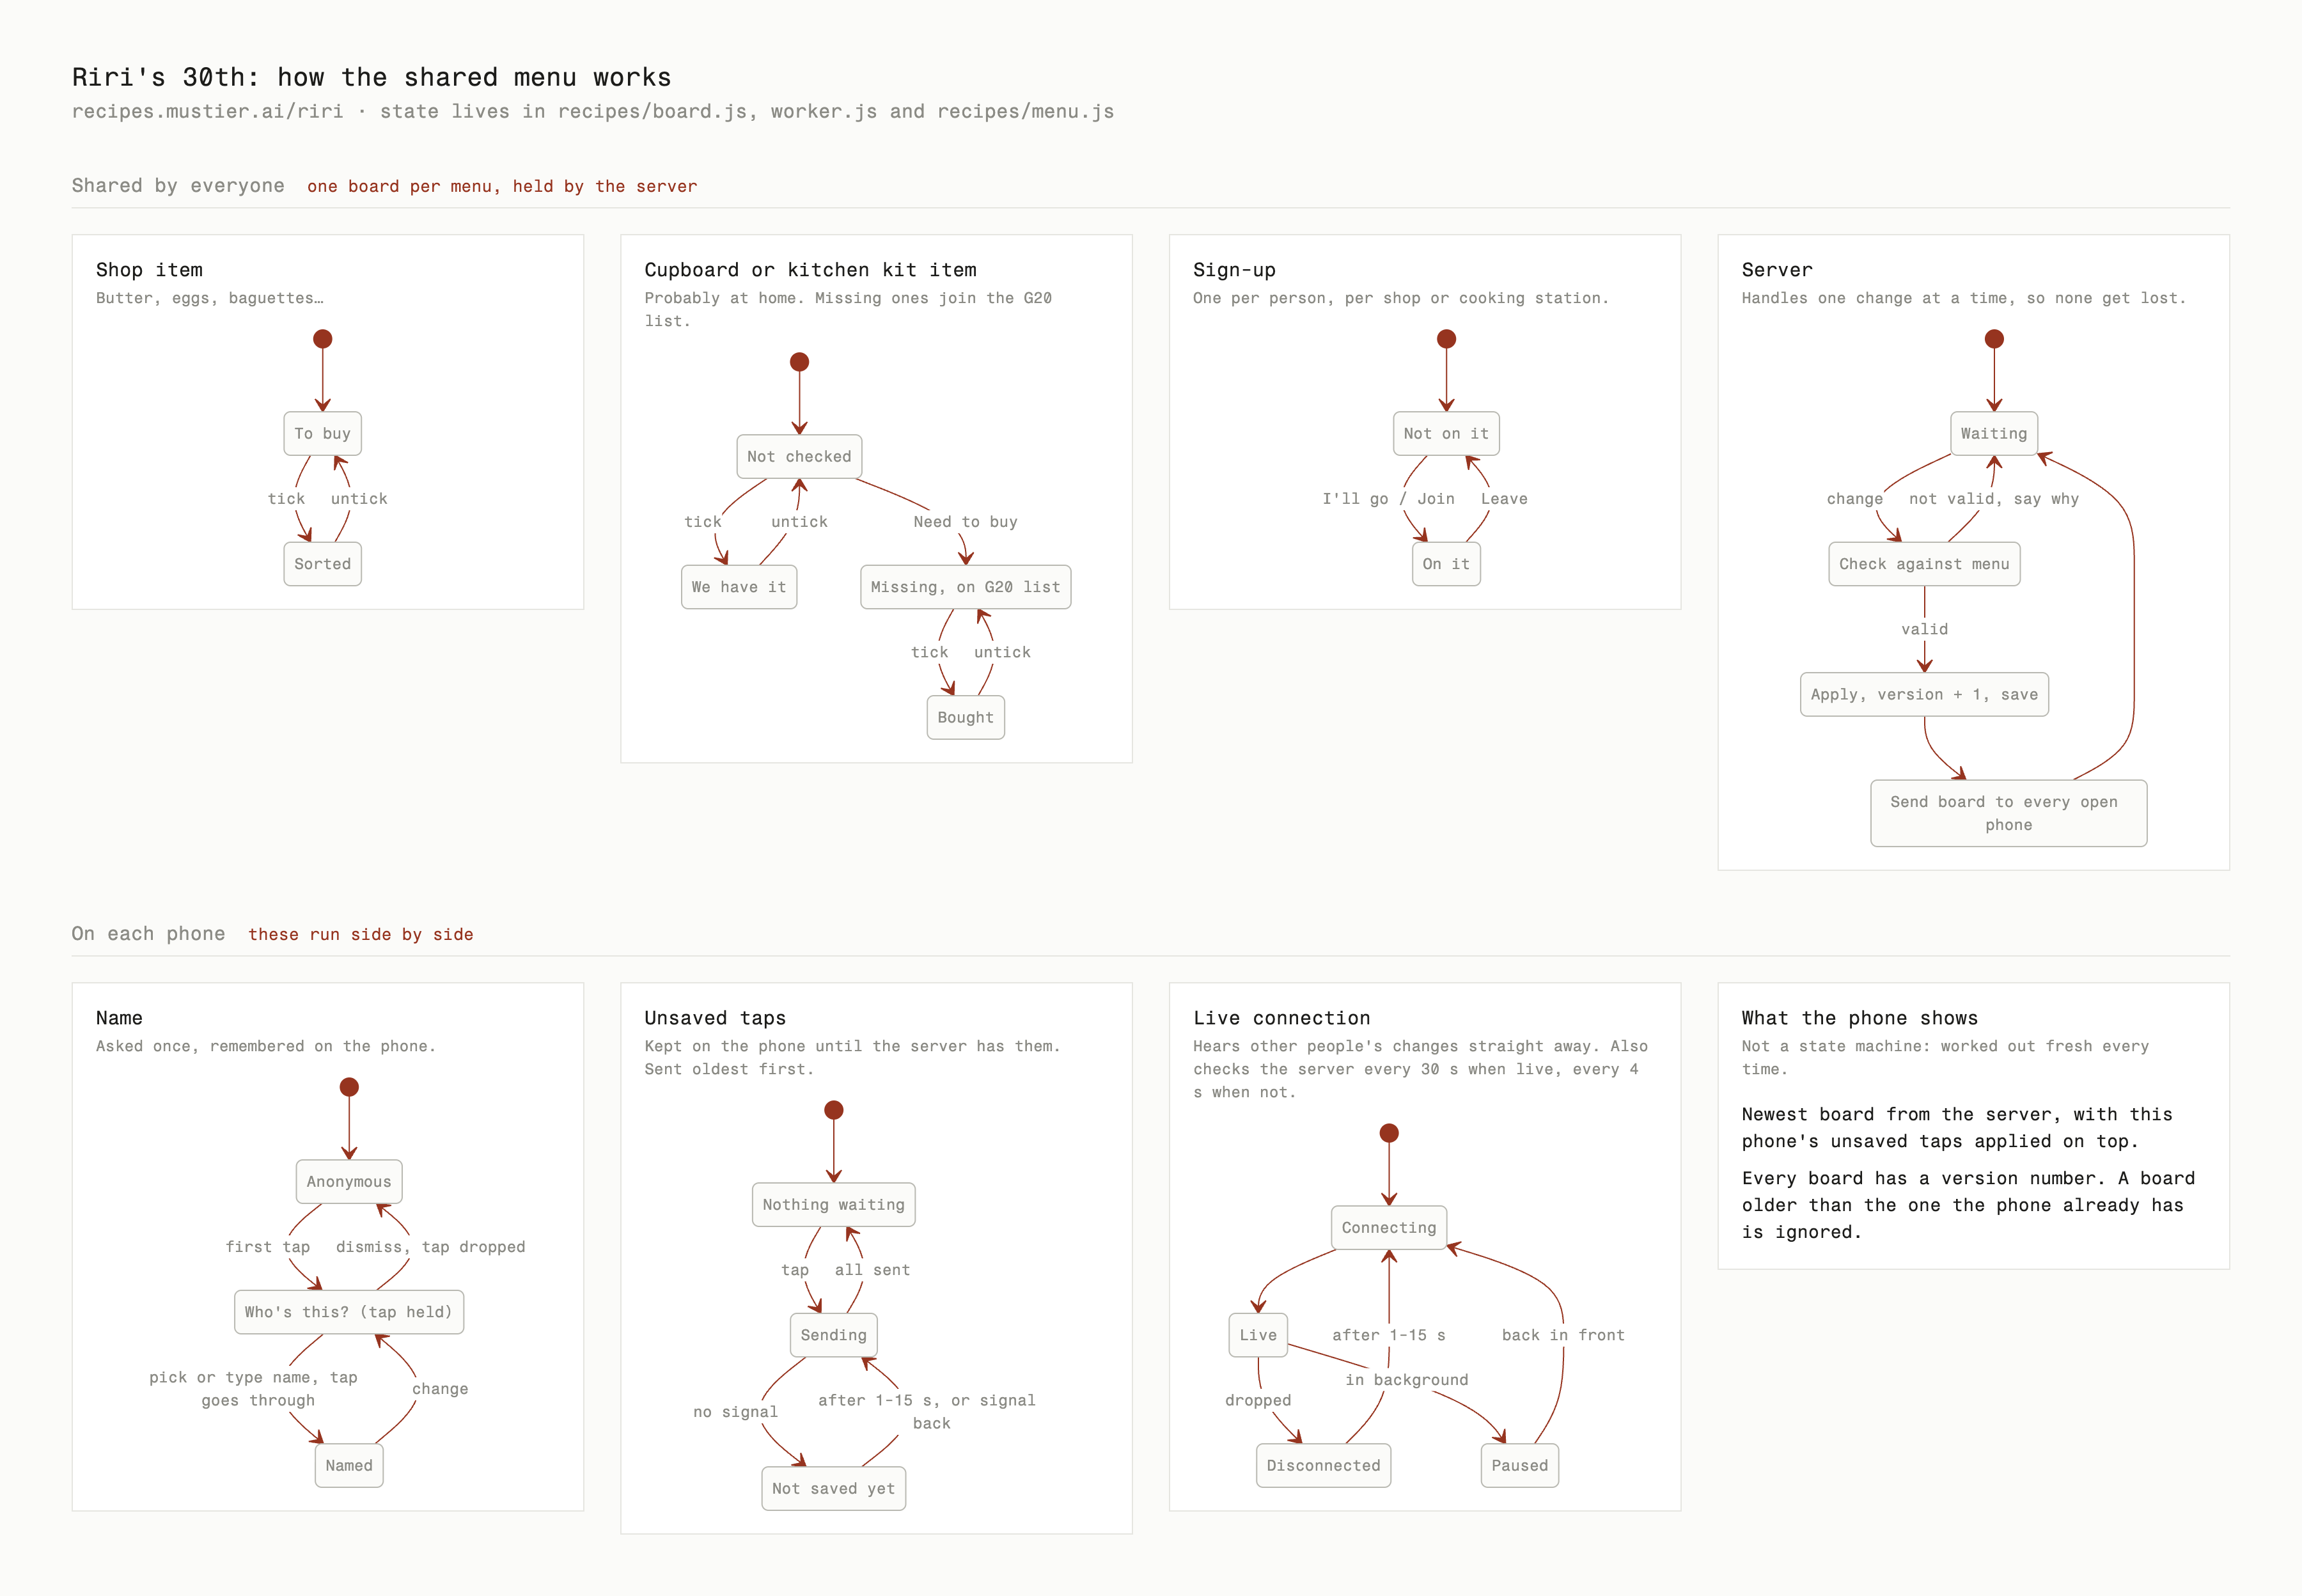 Riri's 30th: how the shared menu works
recipes.mustier.ai/riri · state lives in recipes/board.js, worker.js and recipes/menu.js
Shared by everyone one board per menu, held by the server
Shop item
Butter, eggs, baguettes…
To buy
tick untick
Sorted
Cupboard or kitchen kit item
Probably at home. Missing ones join the G20
list.
Not checked
tick untick Need to buy
We have it Missing, on G20 list
tick untick
Bought
Sign-up
One per person, per shop or cooking station.
Not on it
I'll go / Join Leave
On it
Server
Handles one change at a time, so none get lost.
Waiting
change not valid, say why
Check against menu
valid
Apply, version + 1, save
Send board to every open
phone
On each phone these run side by side
Name
Asked once, remembered on the phone.
Anonymous
first tap dismiss, tap dropped
Who's this? (tap held)
pick or type name, tap
goes through
change
Named
Unsaved taps
Kept on the phone until the server has them.
Sent oldest first.
Nothing waiting
tap all sent
Sending
no signal
after 1-15 s, or signal
back
Not saved yet
Live connection
Hears other people's changes straight away. Also
checks the server every 30 s when live, every 4
s when not.
Connecting
Live after 1-15 s back in front
in background
dropped
Disconnected Paused
What the phone shows
Not a state machine: worked out fresh every
time.
Newest board from the server, with this
phone's unsaved taps applied on top.
Every board has a version number. A board
older than the one the phone already has
is ignored.